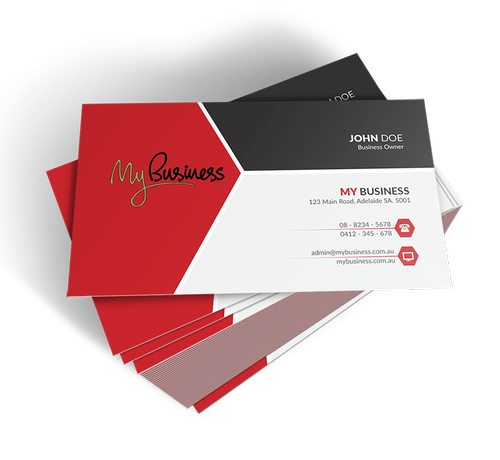 DOE
My Business
JOHN DOE
Business Owner
MY BUSINESS
123 Main Road, Adelaide SA. 5001
08 - 8234 - 5678
0412 - 345 - 678
admin@mybusiness.com.au
mybusiness.com.au